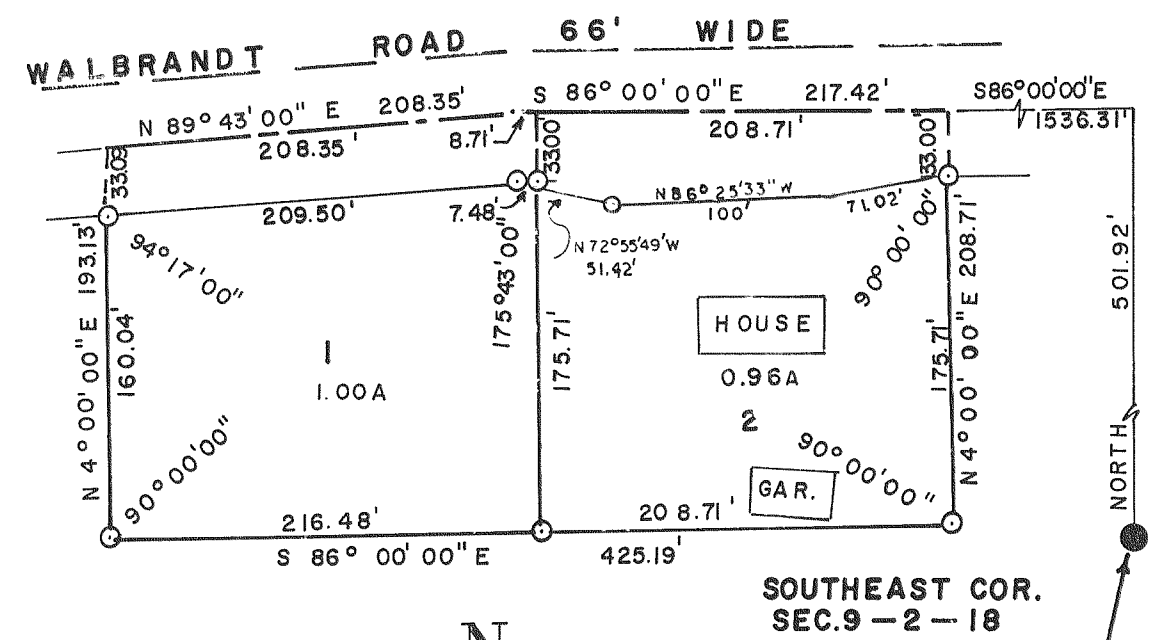 WALBRANDT ROAD 66' WIDE
N 89° 43' 00" E 208.35'
S 86° 00' 00" E 217.42'
S86°00'00"E
1536.31'
208.35'
8.71'
208.71'
33.09
33.00
33.00'
209.50'
7.48'
N 72°55'49"W
51.42'
N86° 25'33" W
100'
71.02'
94°17'00"
175°43'00"
90°00'00"
N 4°00'00"E 193.13'
160.04'
1
1.00A
175.71'
HOUSE
0.96A
2
175.71'
N 4°00'00"E 208.71'
501.92'
NORTH
90°00'00"
90°00'00"
GAR.
216.48'
208.71'
S 86° 00' 00" E
425.19'
SOUTHEAST COR.
SEC.9-2-18
N